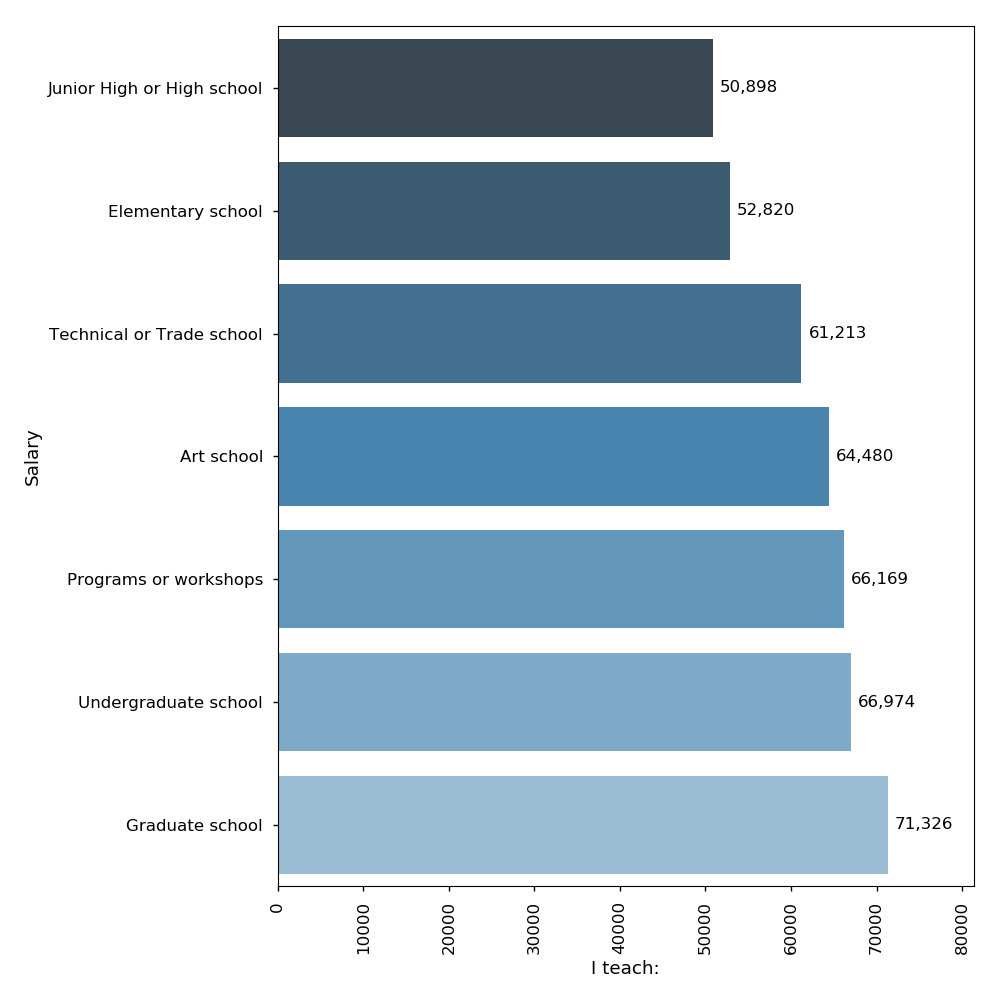 Junior High or High school 50,898
Elementary school 52,820
Technical or Trade school 61,213
Salary
Art school 64,480
Programs or workshops 66,169
Undergraduate school 66,974
Graduate school 71,326
0 10000 20000 30000 40000 50000 60000 70000 80000
I teach: